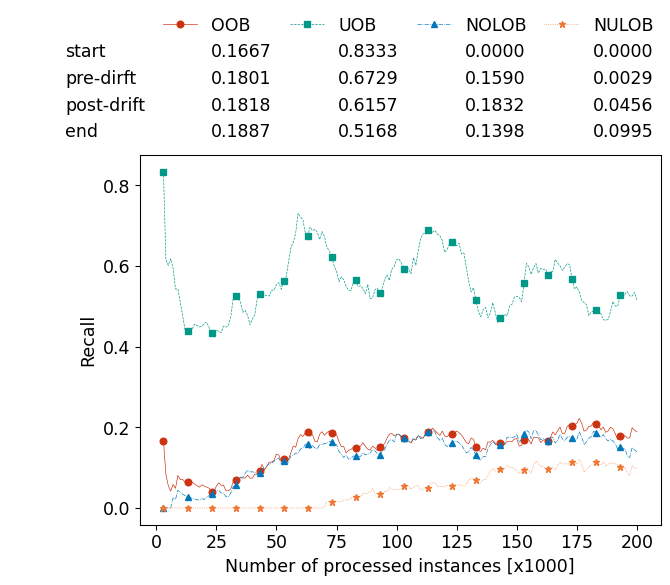 OOB UOB NOLOB NULOB
start 0.1667 0.8333 0.0000 0.0000
pre-dirft 0.1801 0.6729 0.1590 0.0029
post-drift 0.1818 0.6157 0.1832 0.0456
end 0.1887 0.5168 0.1398 0.0995
0.8
0.6
0.4
0.2
0.0
Recall
0 25 50 75 100 125 150 175 200
Number of processed instances [x1000]